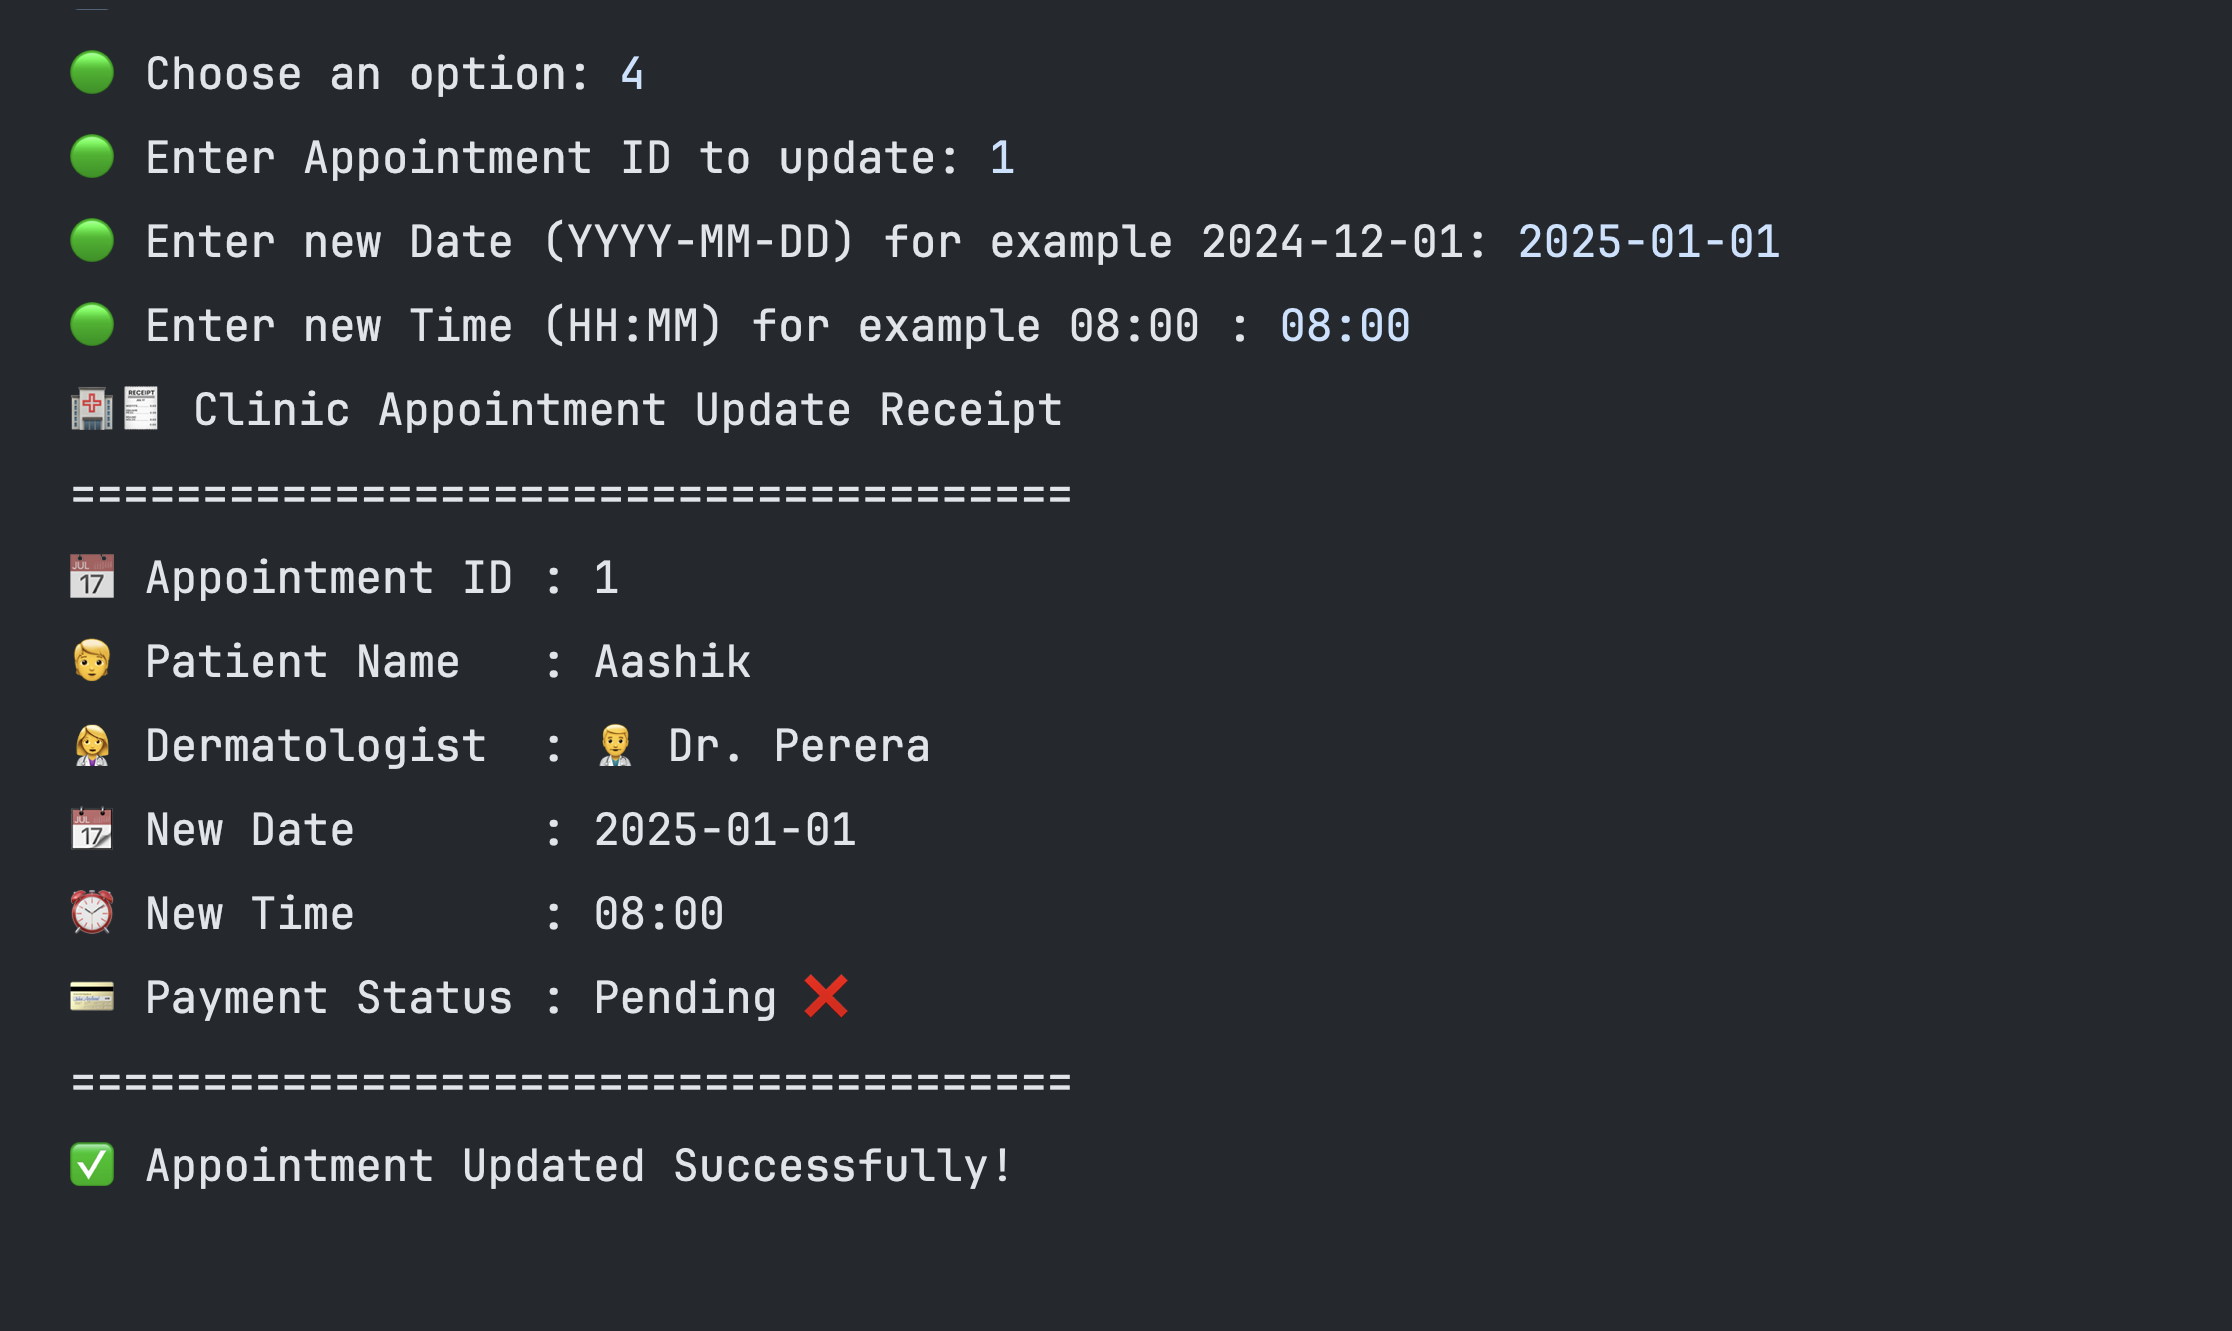 Choose an option: 4
Enter Appointment ID to update: 1
Enter new Date (YYYY-MM-DD) for example 2024-12-01: 2025-01-01
Enter new Time (HH:MM) for example 08:00 : 08:00
Clinic Appointment Update Receipt
======================================
Appointment ID : 1
Patient Name   : Aashik
Dermatologist  : Dr. Perera
New Date       : 2025-01-01
New Time       : 08:00
Payment Status : Pending ❌
======================================
✅ Appointment Updated Successfully!